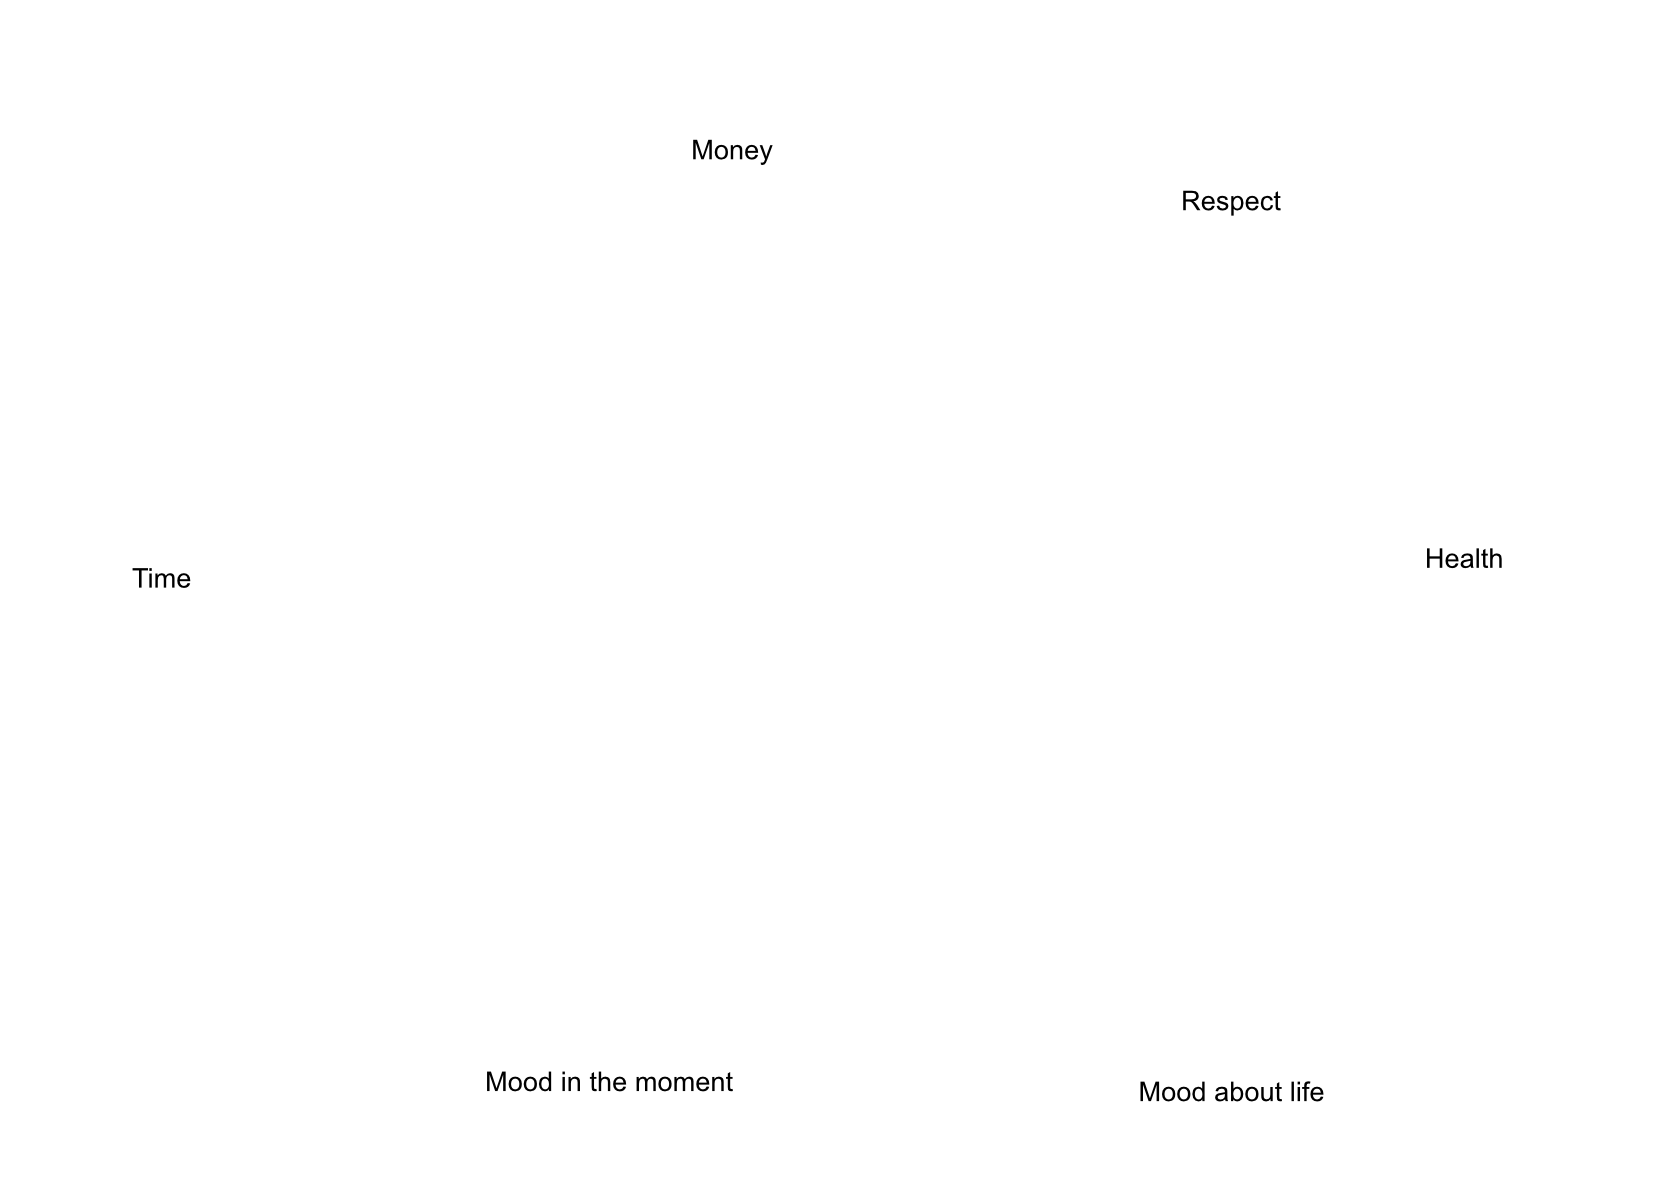 Money
Respect
Health
Time
Mood in the moment
Mood about life